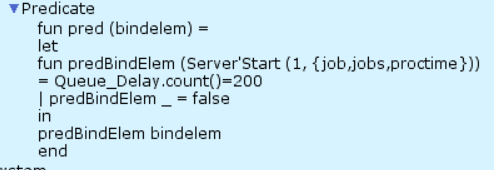 Predicate
fun pred (bindelem) =
let
fun predBindElem (Server'Start (1, {job,jobs,proctime}))
= Queue_Delay.count()=200
| predBindElem _ = false
in
predBindElem bindelem
end